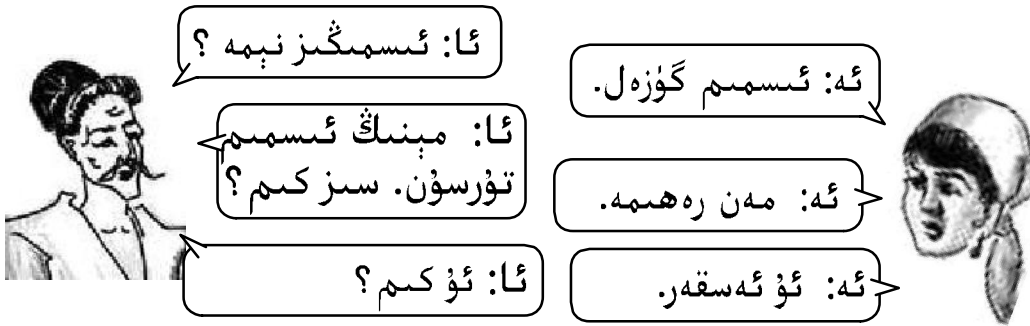 ئا: ئىسمىڭىز نېمە ؟
ئە: ئىسمىم گۈزەل.
ئا: مېنىڭ ئىسمىم
تۇرسۇن. سىز كىم ؟
ئە: مەن رەھىمە.
ئا: ئۇ كىم ؟
ئە: ئۇ ئەسقەر.